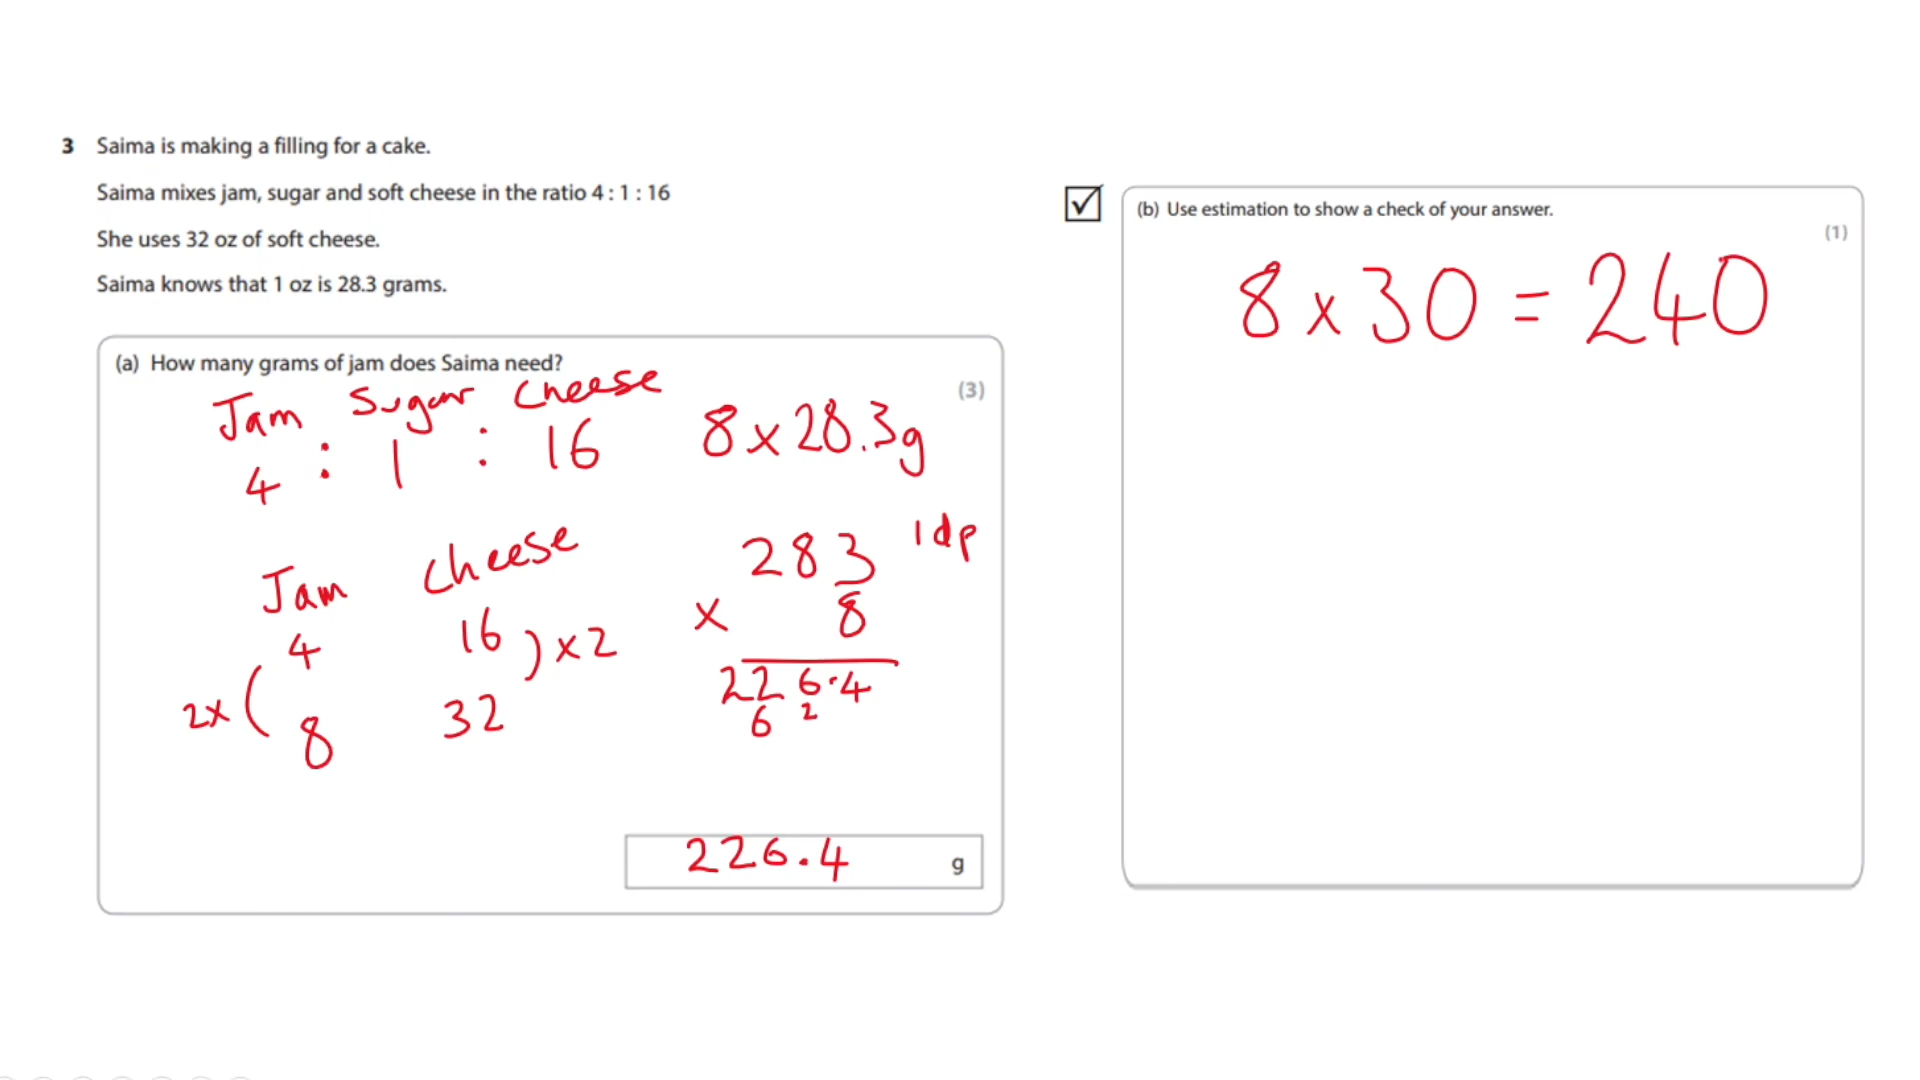 3 Saima is making a filling for a cake.
Saima mixes jam, sugar and soft cheese in the ratio 4 : 1 : 16
She uses 32 oz of soft cheese.
Saima knows that 1 oz is 28.3 grams.
(a) How many grams of jam does Saima need?
(3)
Jam Sugar Cheese
4 : 1 : 16
Jam cheese
4 16 ) x 2
2x ( 8 32
8 x 28.3g
283 1dp
x 8
226.4
6 2
226.4 g
(b) Use estimation to show a check of your answer.
(1)
8 x 30 = 240